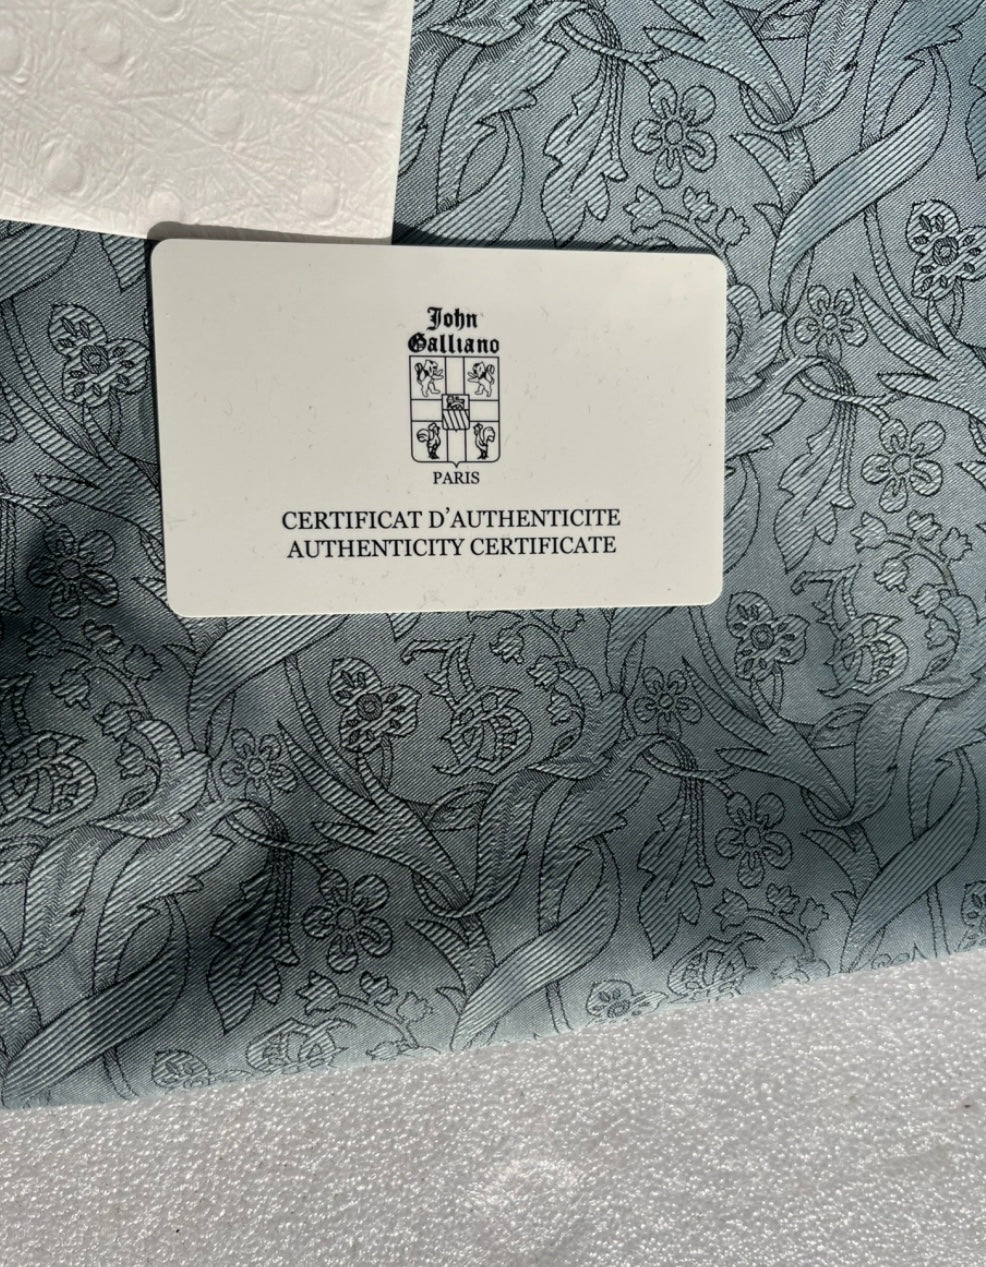 John
Galliano
PARIS
CERTIFICAT D'AUTHENTICITE
AUTHENTICITY CERTIFICATE